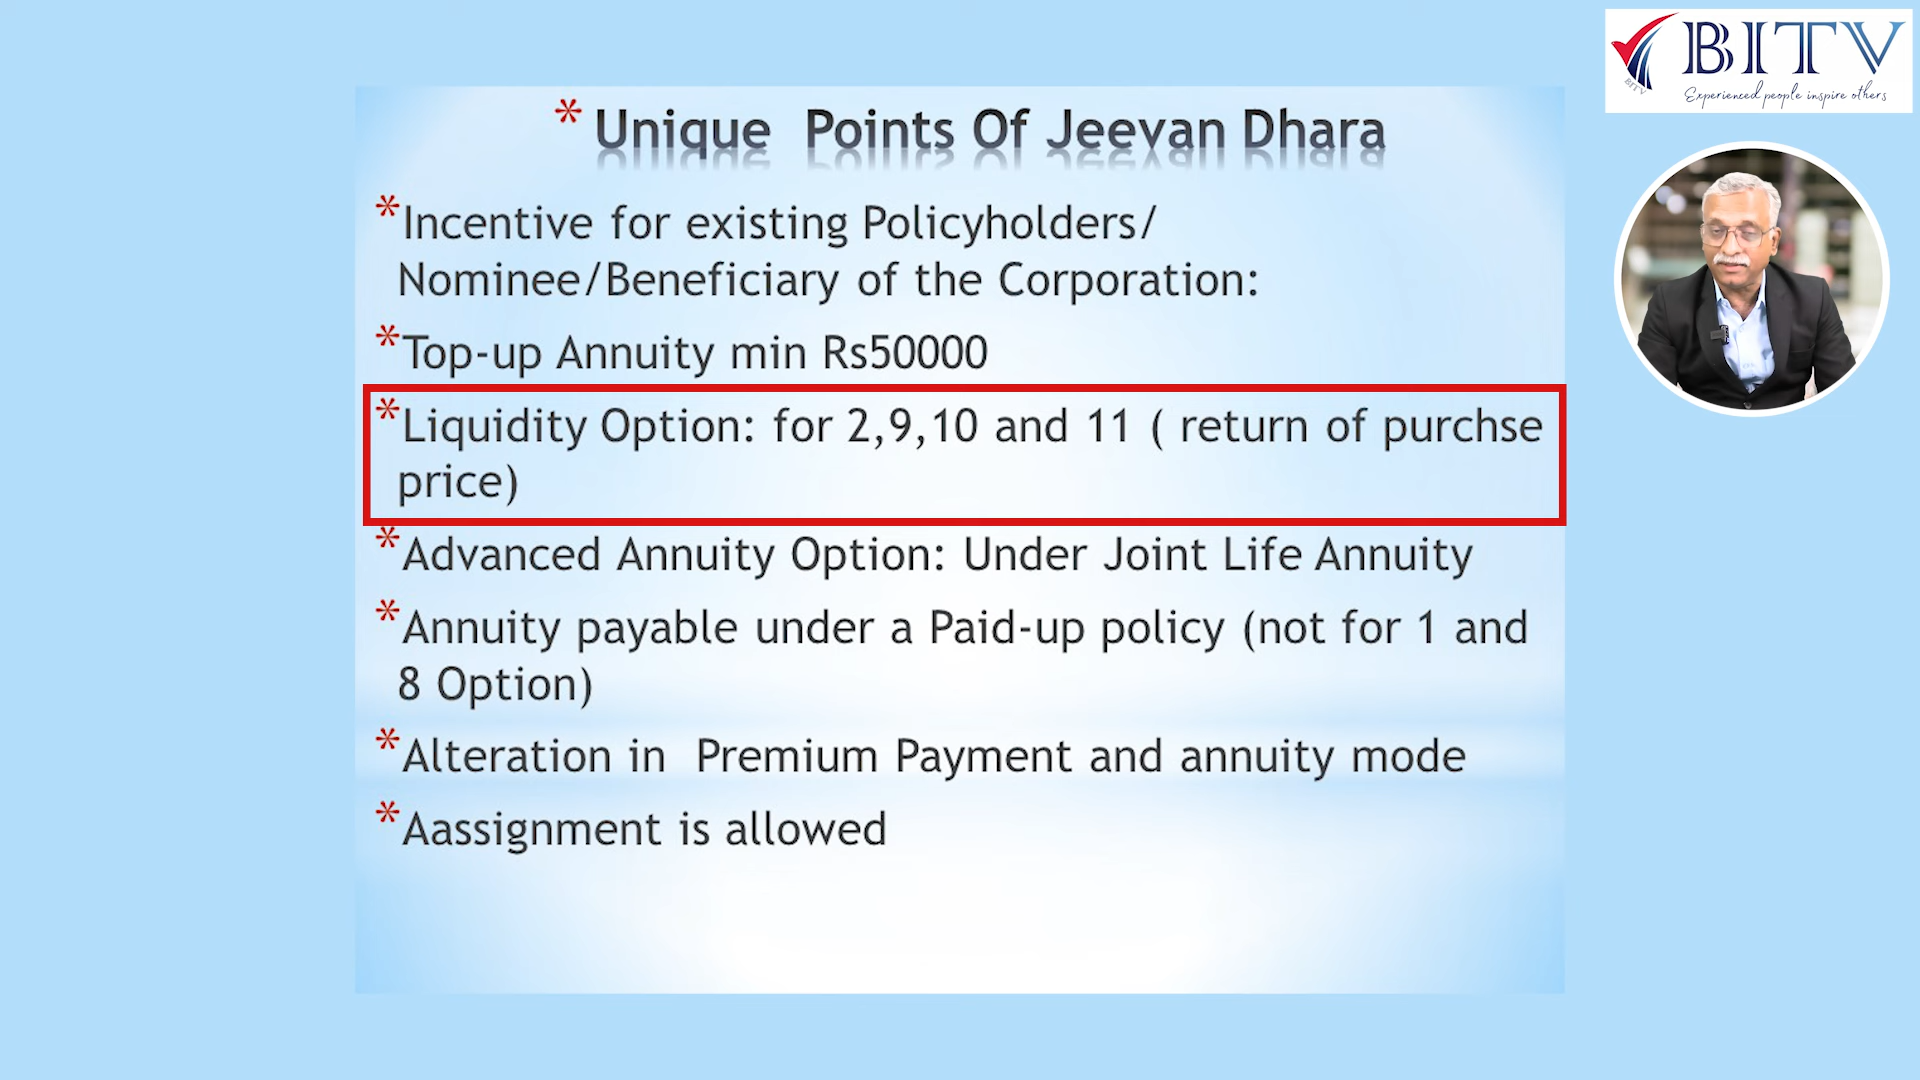 BITV
Experienced people inspire others
* Unique Points Of Jeevan Dhara
*Incentive for existing Policyholders/
Nominee/Beneficiary of the Corporation:
*Top-up Annuity min Rs50000
*Liquidity Option: for 2,9,10 and 11 ( return of purchse
price)
*Advanced Annuity Option: Under Joint Life Annuity
*Annuity payable under a Paid-up policy (not for 1 and
8 Option)
*Alteration in Premium Payment and annuity mode
*Aassignment is allowed